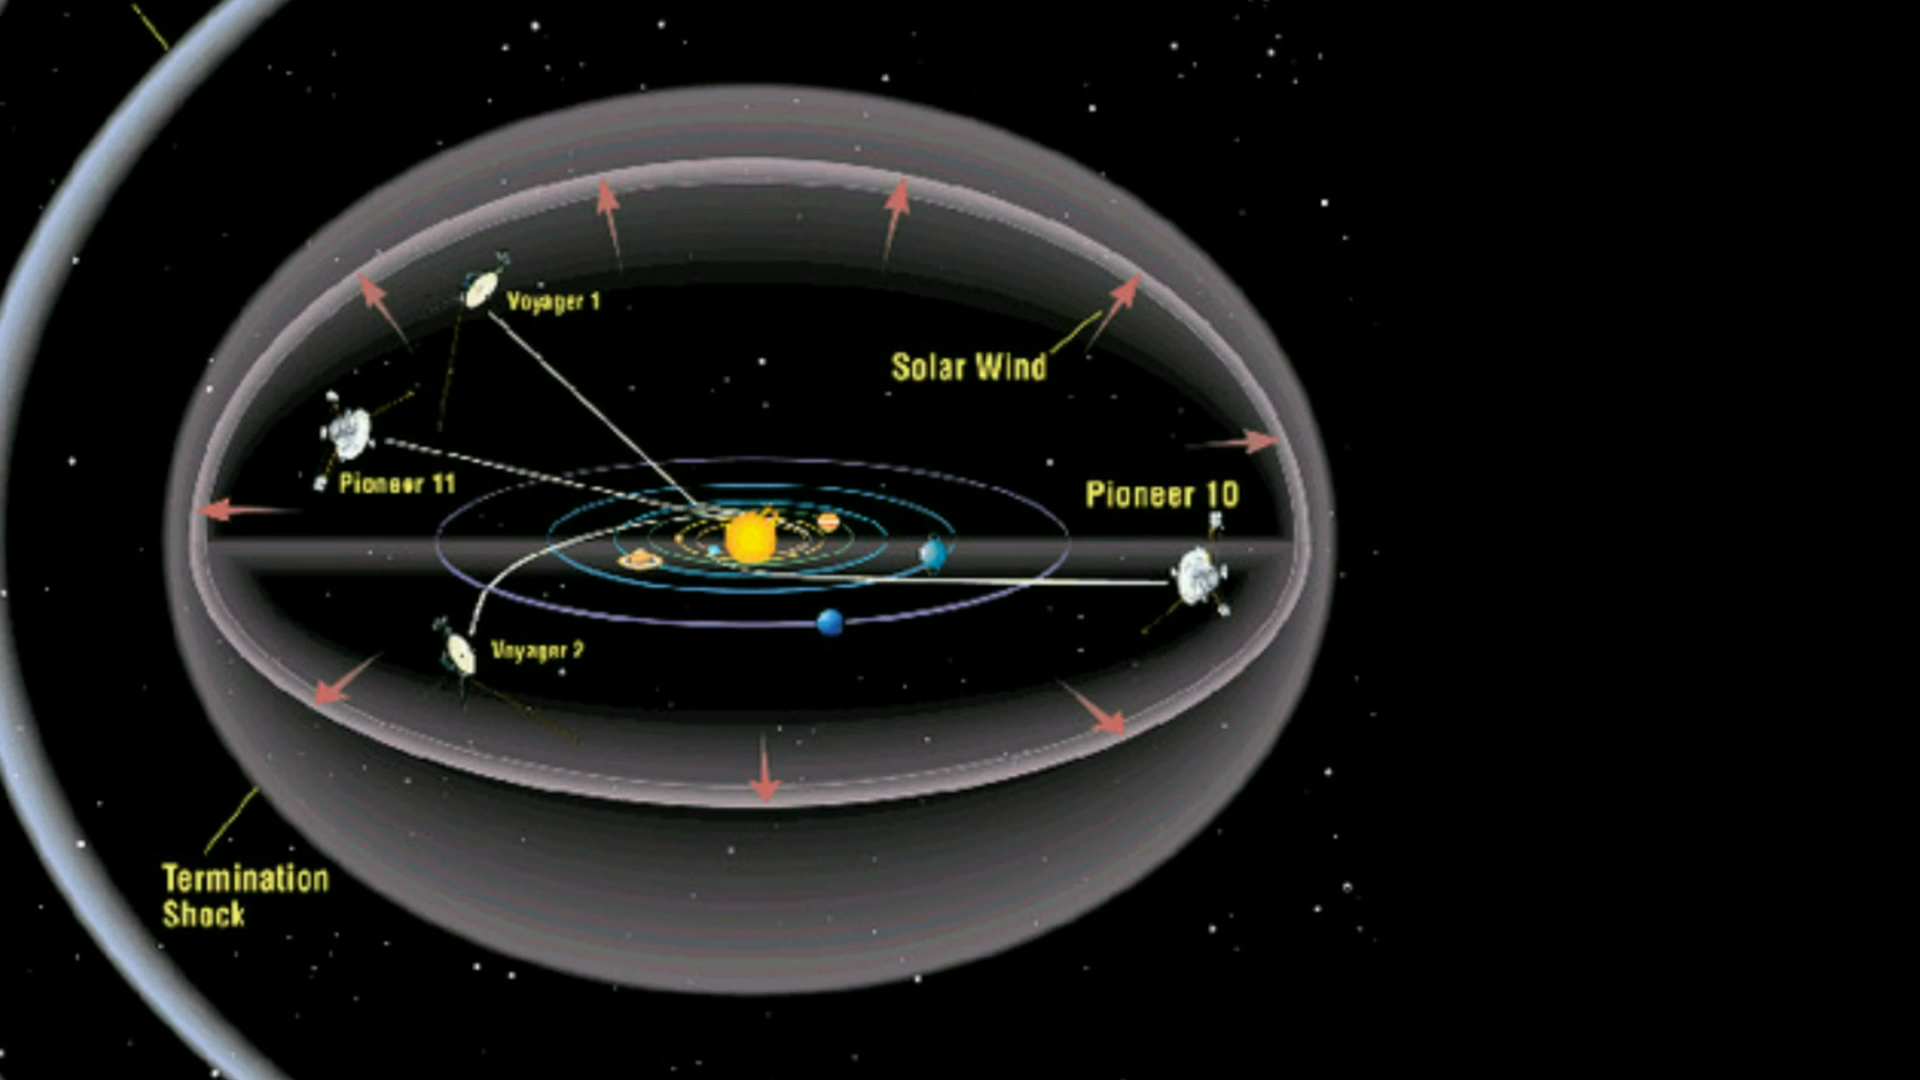 Voyager 1
Solar Wind
Pioneer 11
Pioneer 10
Voyager 2
Termination
Shock